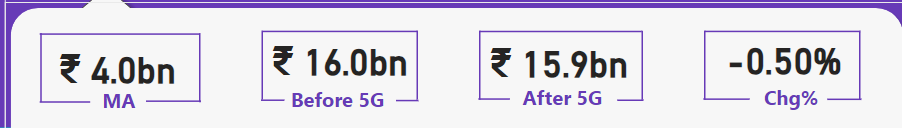 ₹ 4.0bn
MA
₹ 16.0bn
Before 5G
₹ 15.9bn
After 5G
-0.50%
Chg%